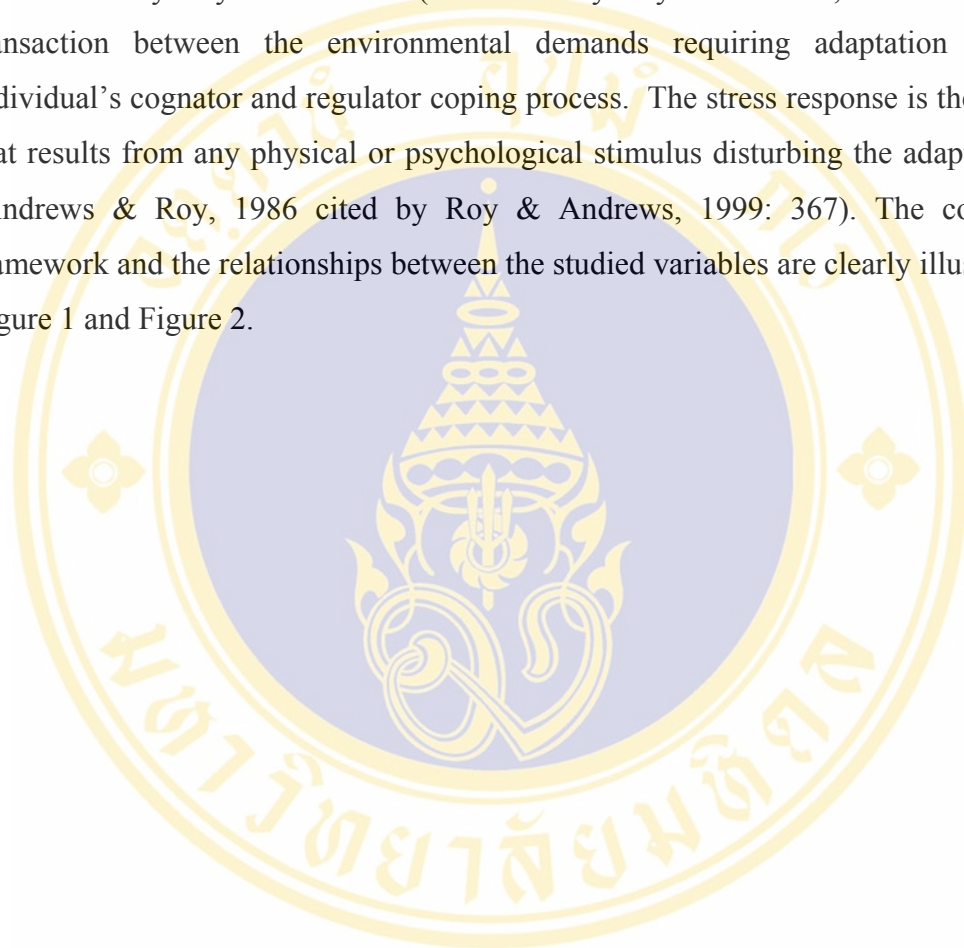 ansaction between the environmental demands requiring adaptation
dividual's cognator and regulator coping process. The stress response is the
at results from any physical or psychological stimulus disturbing the adap
ndrews & Roy, 1986 cited by Roy & Andrews, 1999: 367). The co
amework and the relationships between the studied variables are clearly illus
gure 1 and Figure 2.
มหาวิทยาลัยมหิดล